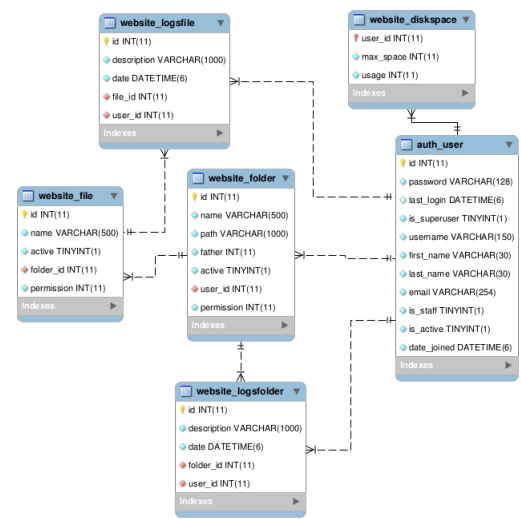 website_logsfile
id INT(11)
description VARCHAR(1000)
date DATETIME(6)
file_id INT(11)
user_id INT(11)
Indexes
website_diskspace
user_id INT(11)
max_space INT(11)
usage INT(11)
Indexes
auth_user
id INT(11)
password VARCHAR(128)
last_login DATETIME(6)
is_superuser TINYINT(1)
username VARCHAR(150)
first_name VARCHAR(30)
last_name VARCHAR(30)
email VARCHAR(254)
is_staff TINYINT(1)
is_active TINYINT(1)
date_joined DATETIME(6)
Indexes
website_file
id INT(11)
name VARCHAR(500)
active TINYINT(1)
folder_id INT(11)
permission INT(11)
Indexes
website_folder
id INT(11)
name VARCHAR(500)
path VARCHAR(1000)
father INT(11)
active TINYINT(1)
user_id INT(11)
permission INT(11)
Indexes
website_logsfolder
id INT(11)
description VARCHAR(1000)
date DATETIME(6)
folder_id INT(11)
user_id INT(11)
Indexes